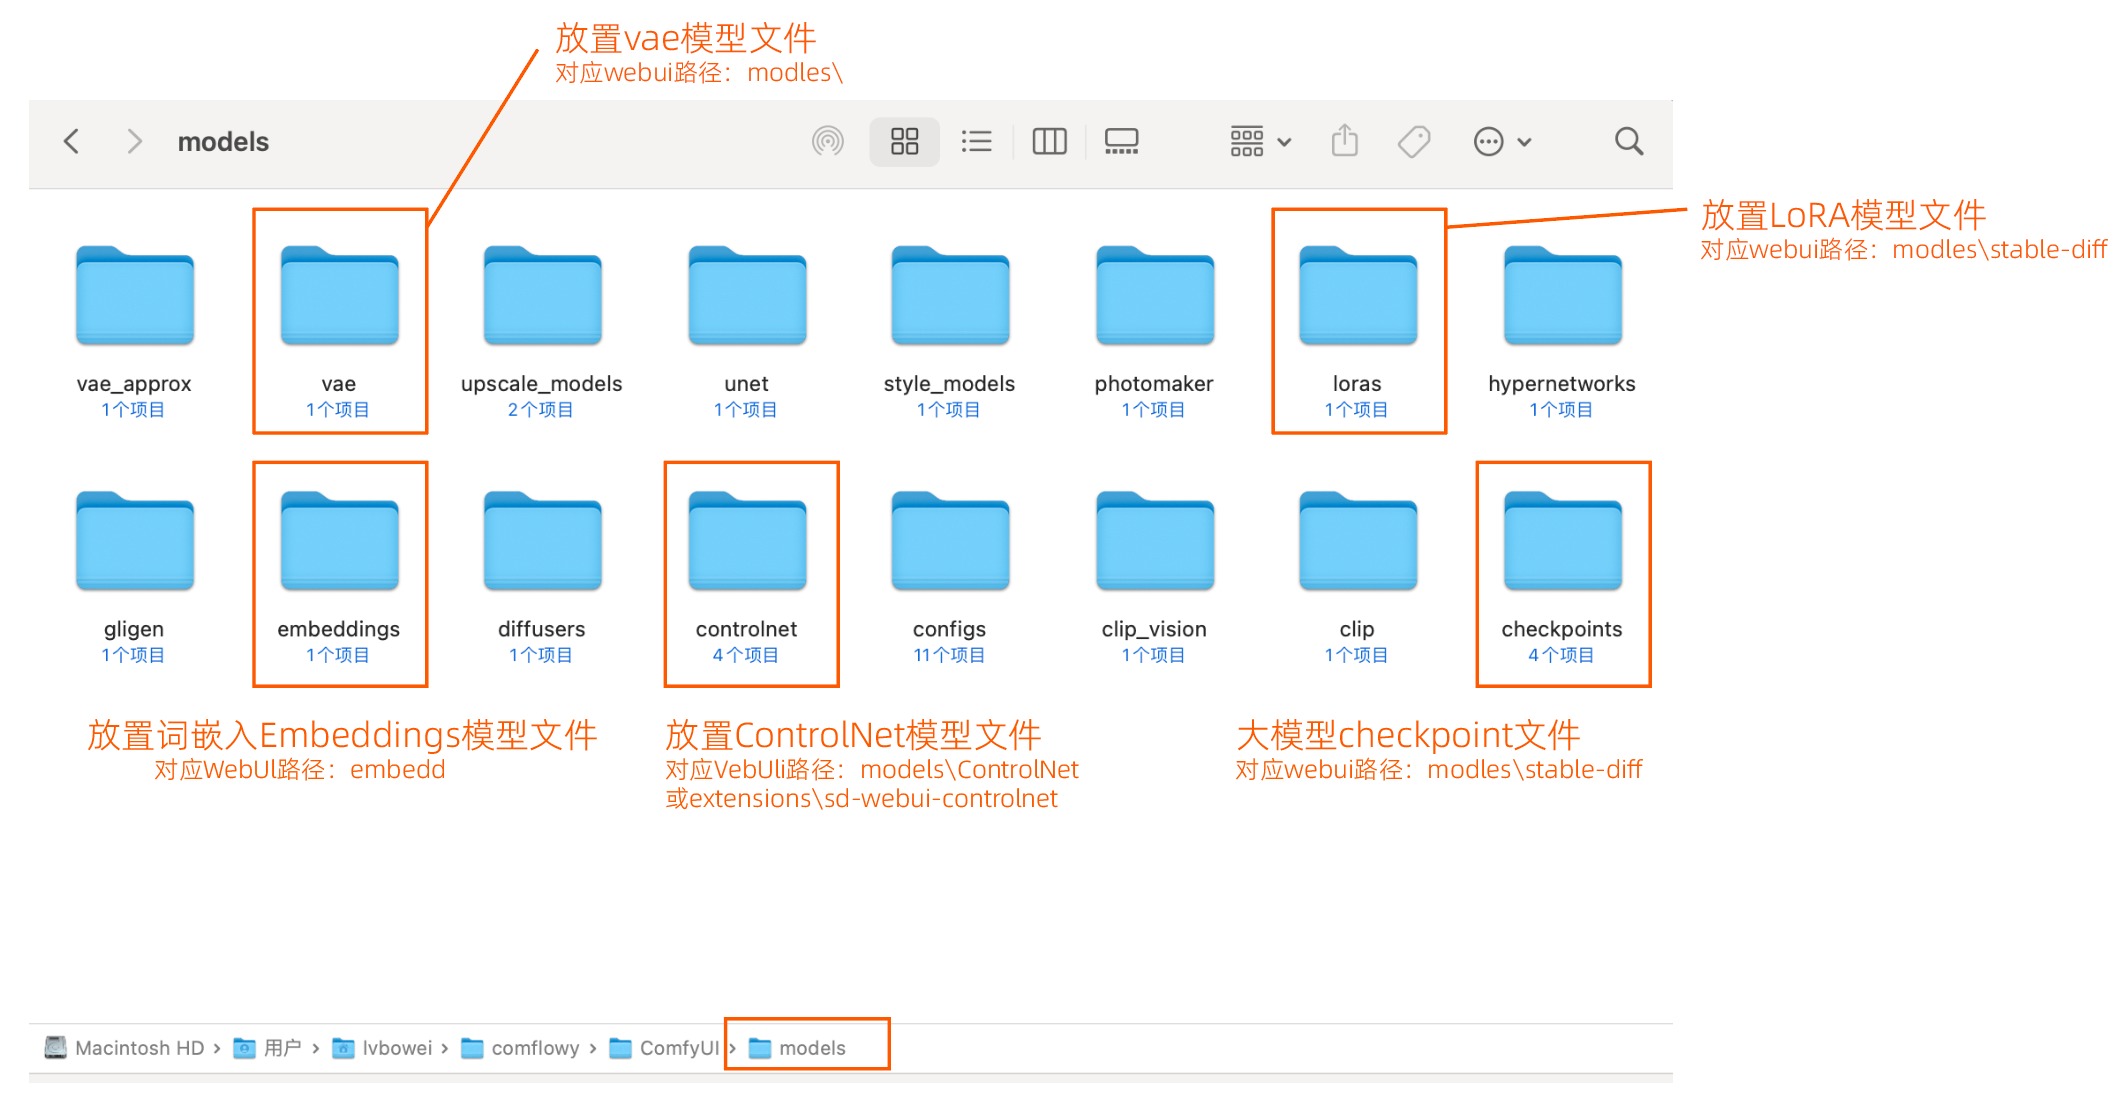 放置vae模型文件
对应webui路径：modles\
models
放置LoRA模型文件
对应webui路径：modles\stable-diff
vae_approx
1个项目
vae
1个项目
upscale_models
2个项目
unet
1个项目
style_models
1个项目
photomaker
1个项目
loras
1个项目
hypernetworks
1个项目
gligen
1个项目
embeddings
1个项目
diffusers
1个项目
controlnet
4个项目
configs
11个项目
clip_vision
1个项目
clip
1个项目
checkpoints
4个项目
放置词嵌入Embeddings模型文件
对应WebUl路径：embedd
放置ControlNet模型文件
对应VebUli路径：models\ControlNet
或extensions\sd-webui-controlnet
大模型checkpoint文件
对应webui路径：modles\stable-diff
Macintosh HD › 用户 › lvbowei › comflowy › ComfyUI › models